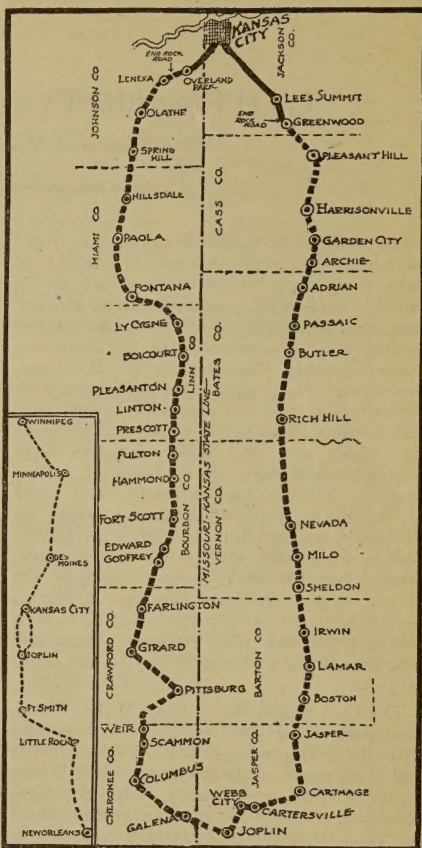 KANSAS
CITY
JACKSON
CO.
END ROCK
ROAD
LENEXA
OVERLAND
PARK
JOHNSON CO
OLATHE
SPRING
HILL
HILLSDALE
MIAMI CO.
PAOLA
FONTANA
LY CYGNE
BOICOURT
LINN CO
PLEASANTON
LINTON
PRESCOTT
FULTON
HAMMOND
BOURBON CO
FORT SCOTT
EDWARD
GODFREY
FARLINGTON
CRAWFORD CO.
GIRARD
PITTSBURG
WEIR
SCAMMON
CHEROKEE CO.
COLUMBUS
GALENA
JOPLIN
MISSOURI-KANSAS STATE LINE
LEES SUMMIT
END
ROCK
ROAD
GREENWOOD
PLEASANT HILL
CASS CO.
HARRISONVILLE
GARDEN CITY
ARCHIE
ADRIAN
PASSAIC
BATES CO.
BUTLER
RICH HILL
VERNON CO.
NEVADA
MILO
SHELDON
IRWIN
BARTON CO
LAMAR
BOSTON
JASPER
JASPER CO.
CARTHAGE
WEBB
CITY
CARTERSVILLE
WINNIPEG
MINNEAPOLIS
DES
MOINES
KANSAS CITY
JOPLIN
FT SMITH
LITTLE ROCK
NEW ORLEANS